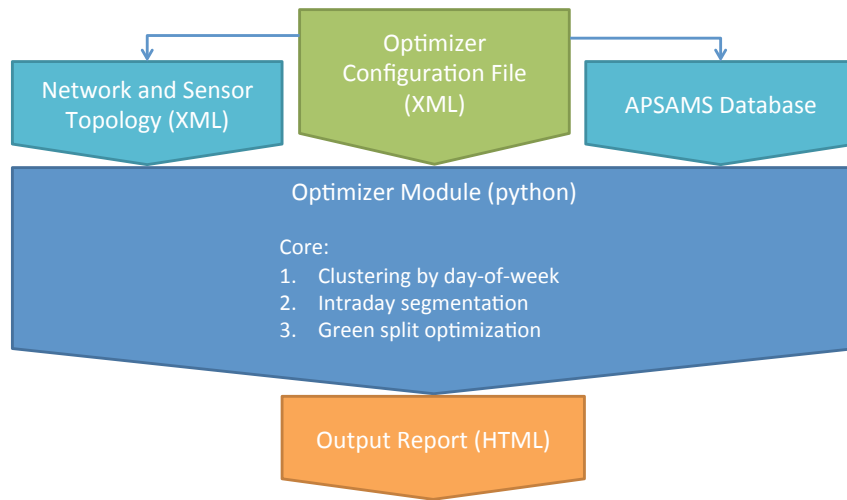 Optimizer
Configuration File
(XML)
Network and Sensor
Topology (XML)
APSAMS Database
Optimizer Module (python)
Core:
1. Clustering by day-of-week
2. Intraday segmentation
3. Green split optimization
Output Report (HTML)